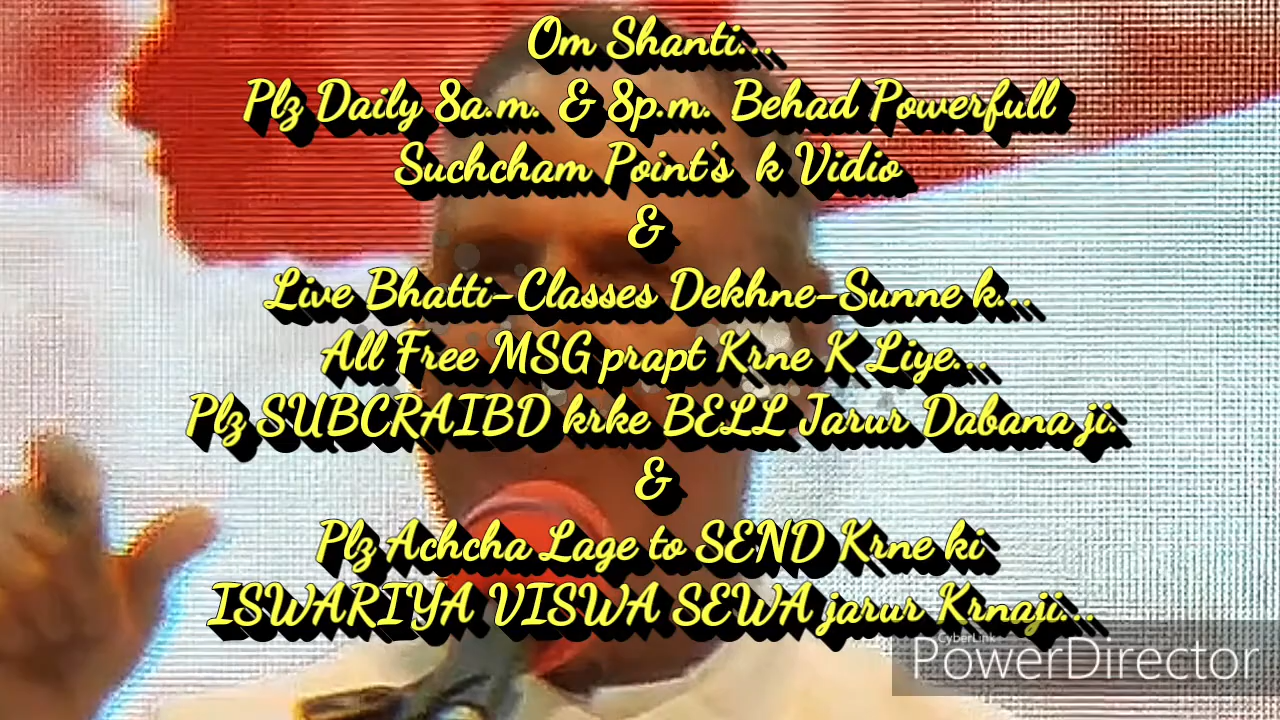 Om Shanti...
Plz Daily 8a.m. & 8p.m. Behad Powerfull
Suchcham Point's k Vidio
&
Live Bhatti-Classes Dekhne-Sunne k...
All Free MSG prapt Krne K Liye...
Plz SUBCRAIBD krke BELL Jarur Dabana ji.
&
Plz Achcha Lage to SEND Krne ki
ISWARIYA VISWA SEWA jarur Krnaji...
CyberLink
PowerDirector